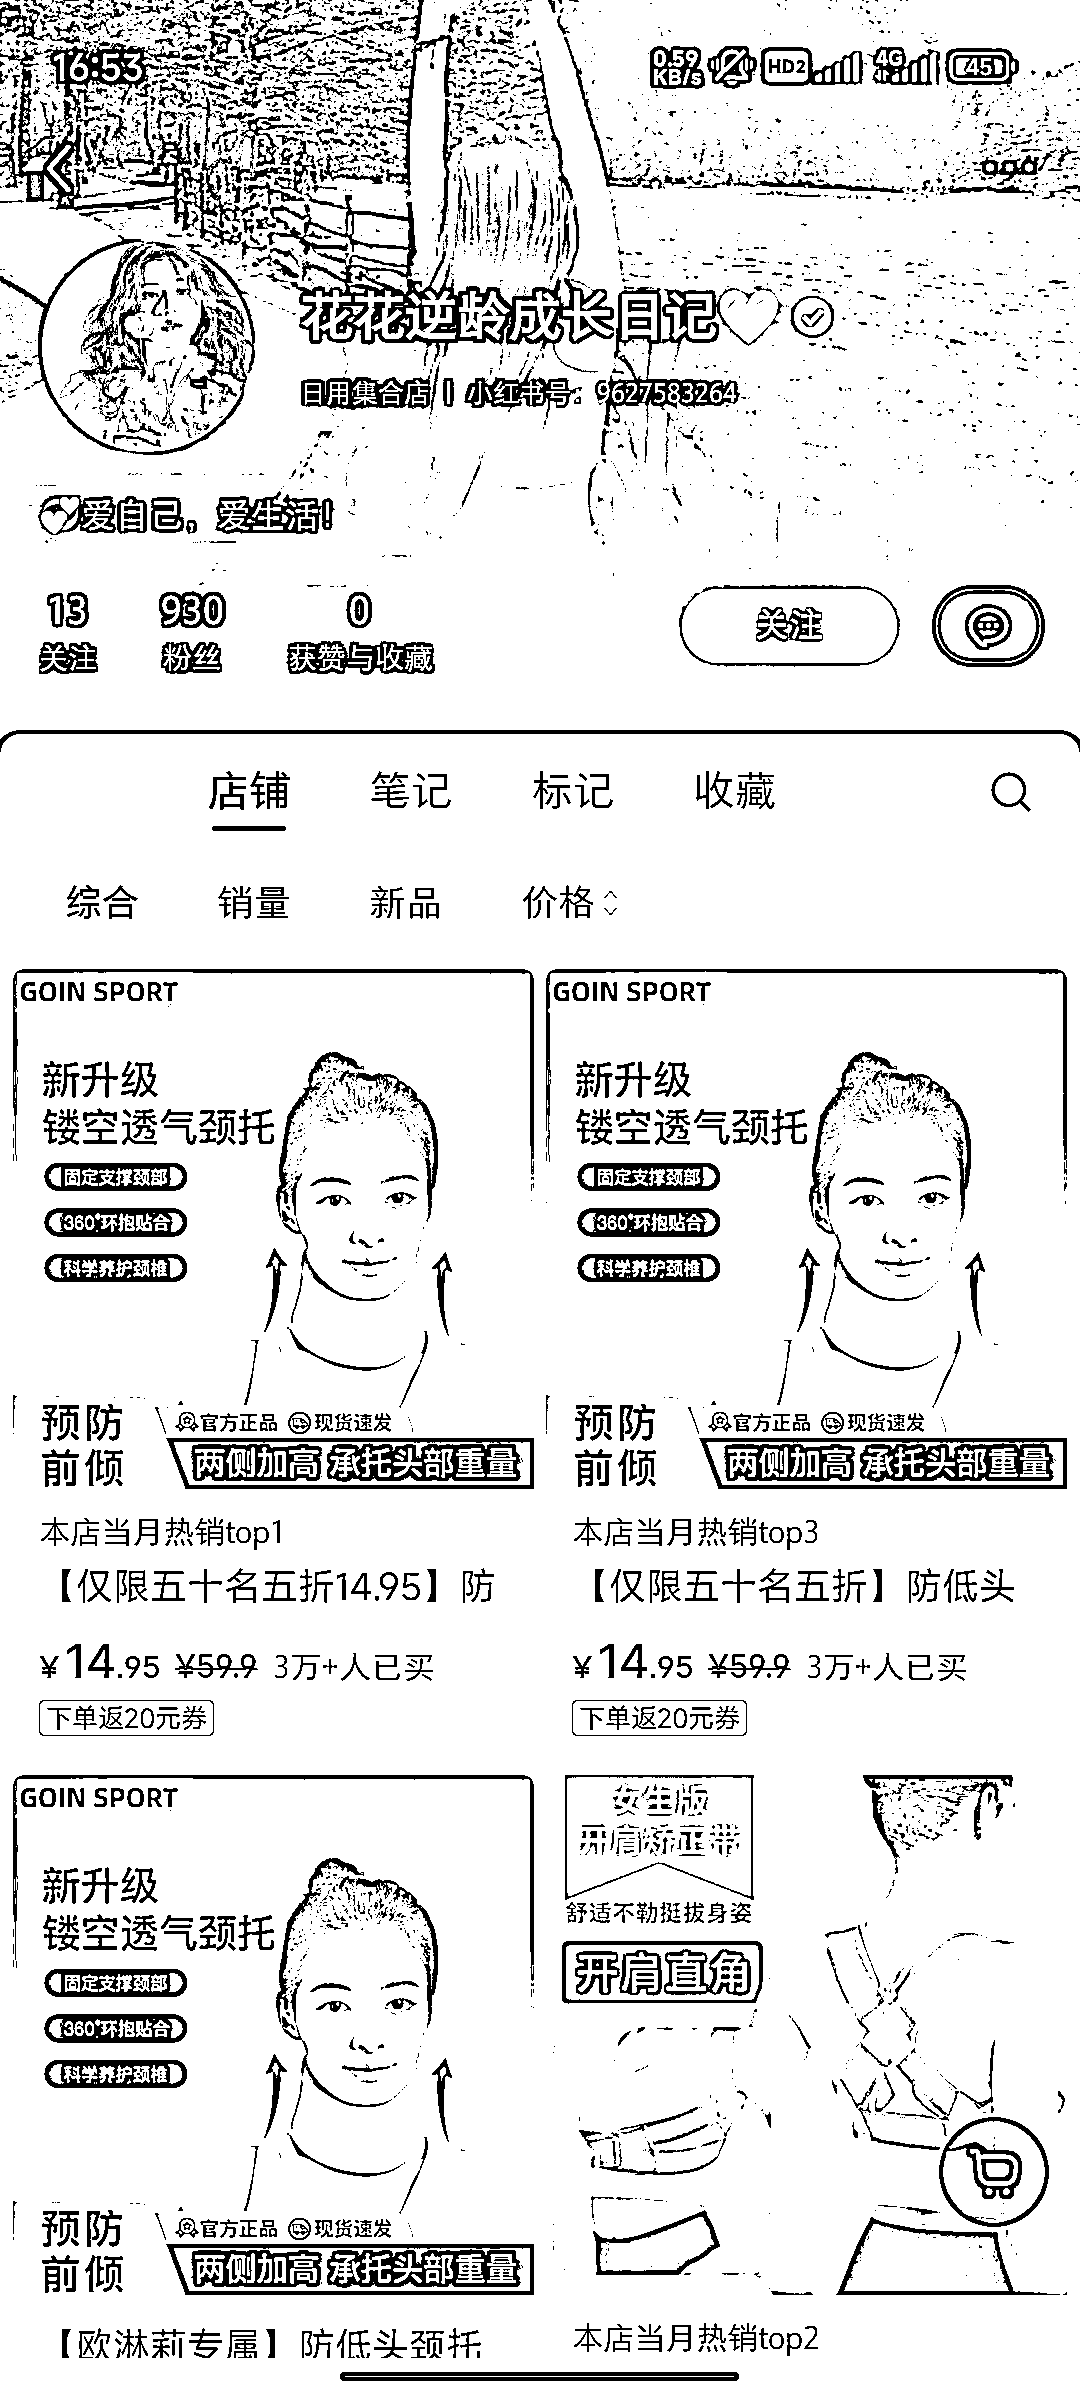 16:53
0.59 KB/s HD2 4G 45
花花逆龄成长日记
日用集合店 | 小红书号：9627583264
爱自己，爱生活！
13 930 0
关注 粉丝 获赞与收藏
关注
店铺 笔记 标记 收藏
综合 销量 新品 价格
GOIN SPORT
新升级
镂空透气颈托
固定支撑颈部
360°环抱贴合
科学养护颈椎
预防
前倾
官方正品 现货速发
两侧加高 承托头部重量
本店当月热销top1
【仅限五十名五折14.95】防
¥14.95 ¥59.9 3万+人已买
下单返20元券
GOIN SPORT
新升级
镂空透气颈托
固定支撑颈部
360°环抱贴合
科学养护颈椎
预防
前倾
官方正品 现货速发
两侧加高 承托头部重量
本店当月热销top3
【仅限五十名五折】防低头
¥14.95 ¥59.9 3万+人已买
下单返20元券
GOIN SPORT
新升级
镂空透气颈托
固定支撑颈部
360°环抱贴合
科学养护颈椎
预防
前倾
官方正品 现货速发
两侧加高 承托头部重量
【欧淋莉专属】防低头颈托
女生版
开肩矫正带
舒适不勒挺拔身姿
开肩直角
本店当月热销top2